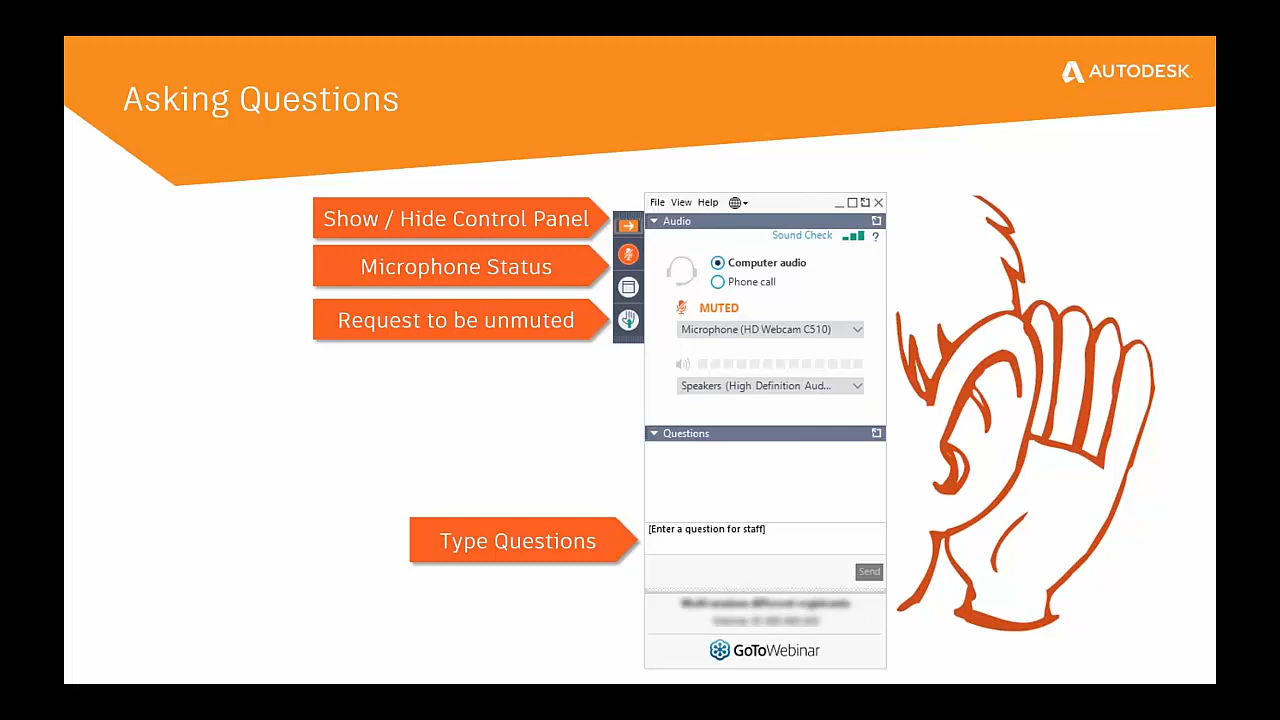 AUTODESK
Asking Questions
Show / Hide Control Panel
Microphone Status
Request to be unmuted
File View Help
Audio
Sound Check ?
Computer audio
Phone call
MUTED
Microphone (HD Webcam C510)
Speakers (High Definition Aud...
Questions
[Enter a question for staff]
Type Questions
Send
GoToWebinar